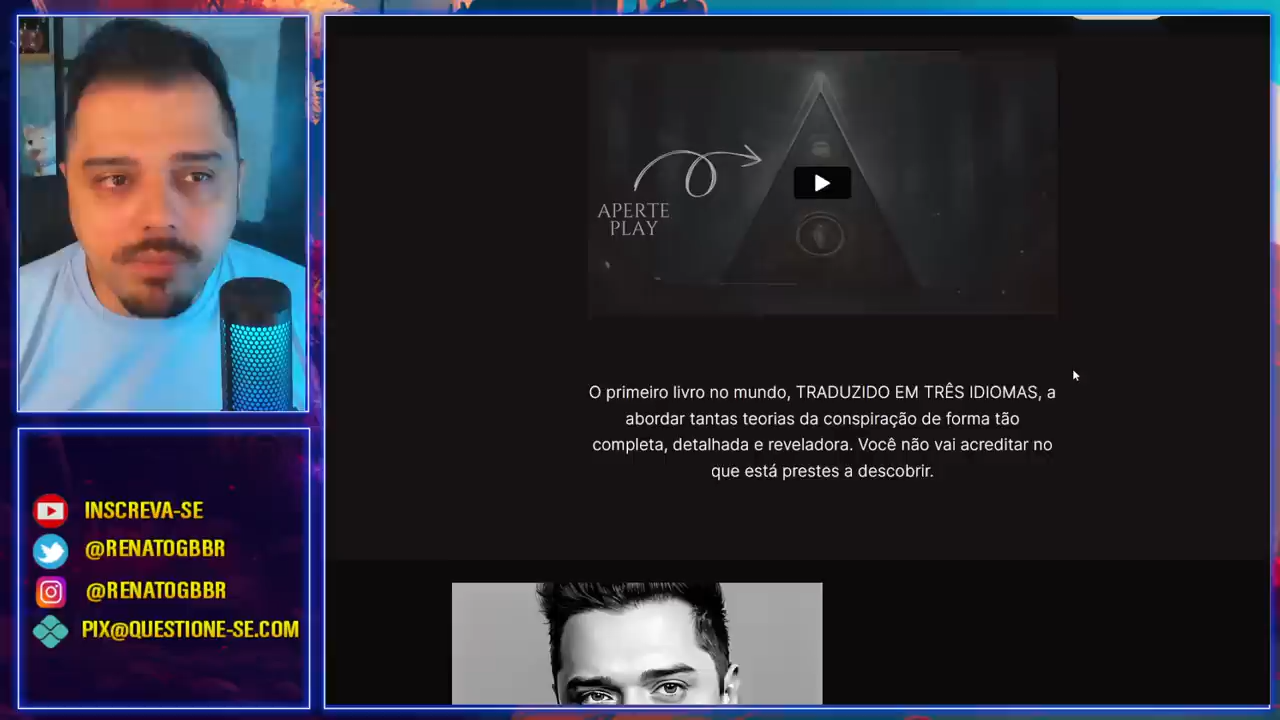 APERTE
PLAY
O primeiro livro no mundo, TRADUZIDO EM TRÊS IDIOMAS, a
abordar tantas teorias da conspiração de forma tão
completa, detalhada e reveladora. Você não vai acreditar no
que está prestes a descobrir.
INSCREVA-SE
@RENATOGBBR
@RENATOGBBR
PIX@QUESTIONE-SE.COM